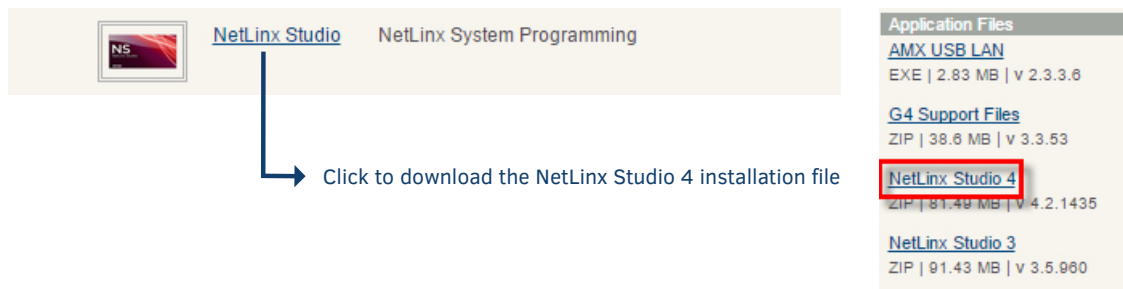 NS
NetLinx Studio NetLinx System Programming
Click to download the NetLinx Studio 4 installation file
Application Files
AMX USB LAN
EXE | 2.83 MB | v 2.3.3.6
G4 Support Files
ZIP | 38.6 MB | v 3.3.53
NetLinx Studio 4
ZIP | 81.49 MB | v 4.2.1435
NetLinx Studio 3
ZIP | 91.43 MB | v 3.5.960